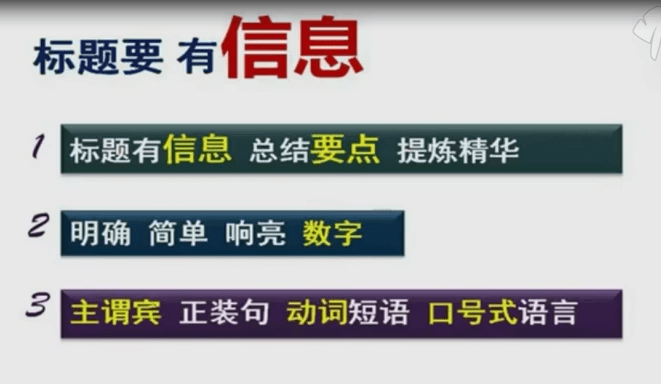 标题要 有信息
1 标题有信息 总结要点 提炼精华
2 明确 简单 响亮 数字
3 主谓宾 正装句 动词短语 口号式语言